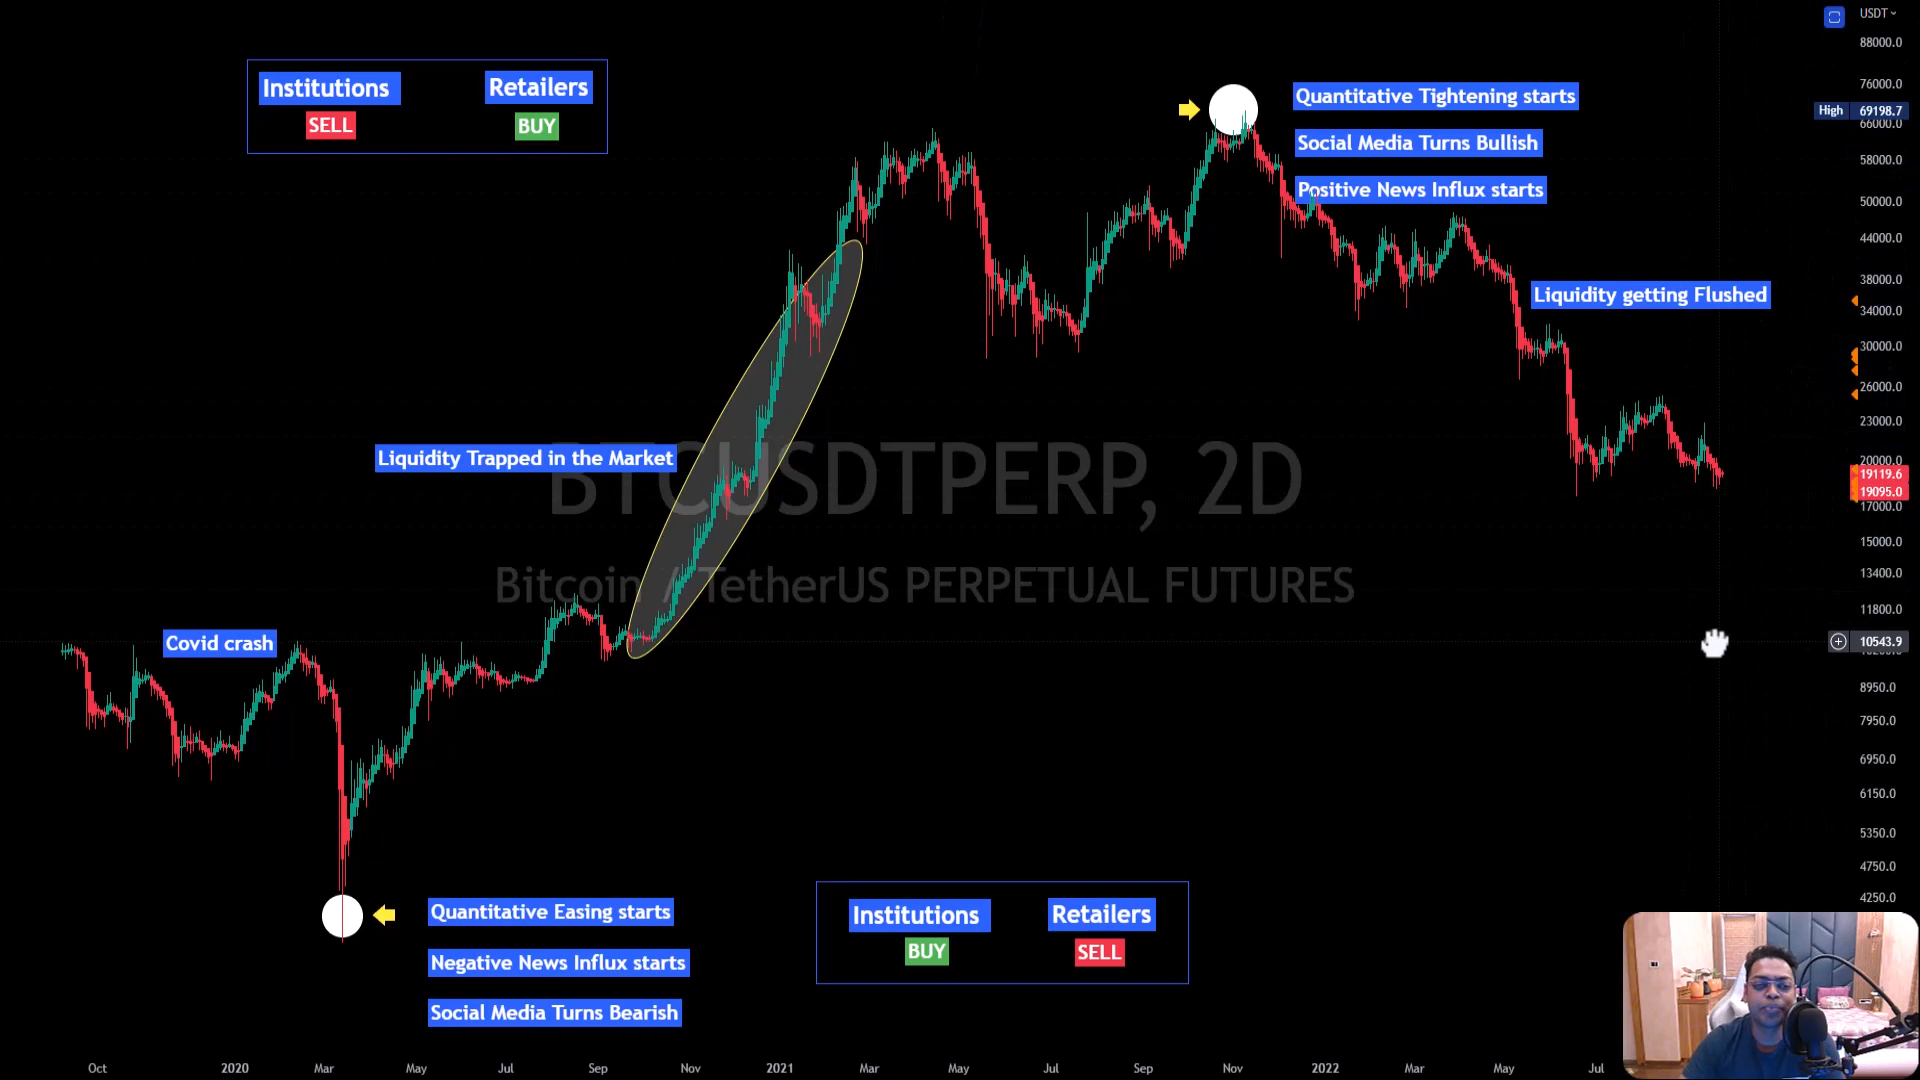 USDT
88000.0
Institutions
Retailers
SELL
BUY
76000.0
Quantitative Tightening starts
High 69198.7
66000.0
Social Media Turns Bullish
58000.0
Positive News Influx starts
50000.0
44000.0
38000.0
Liquidity getting Flushed
34000.0
30000.0
26000.0
23000.0
Liquidity Trapped in the Market
20000.0
BTCUSDTPERP, 2D
19119.6
19095.0
17000.0
15000.0
13400.0
Bitcoin / TetherUS PERPETUAL FUTURES
11800.0
Covid crash
10543.9
8950.0
7950.0
6950.0
6150.0
5350.0
4750.0
4250.0
Quantitative Easing starts
Institutions
Retailers
BUY
SELL
Negative News Influx starts
Social Media Turns Bearish
Oct 2020 Mar May Jul Sep Nov 2021 Mar May Jul Sep Nov 2022 Mar May Jul